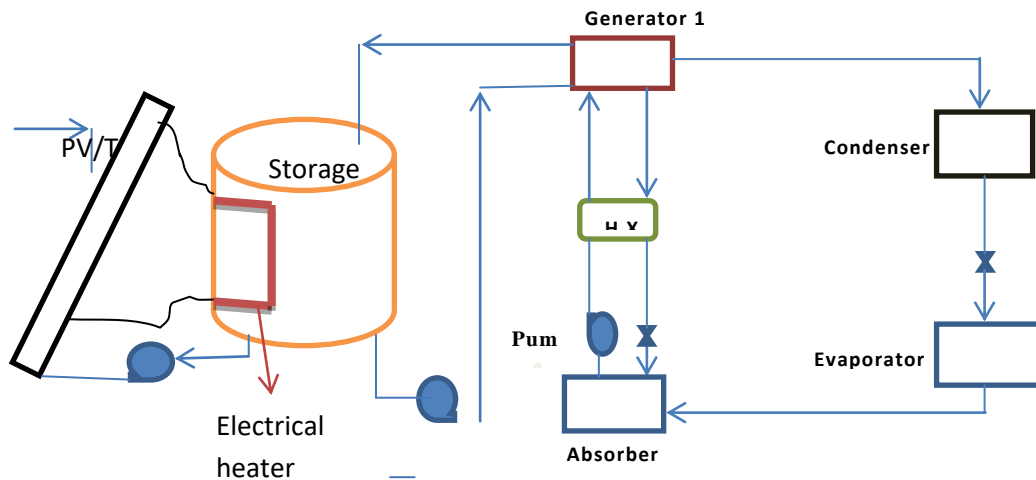 Generator 1
PV/T
Storage
Condenser
H X
Pum
Evaporator
Electrical
heater
Absorber